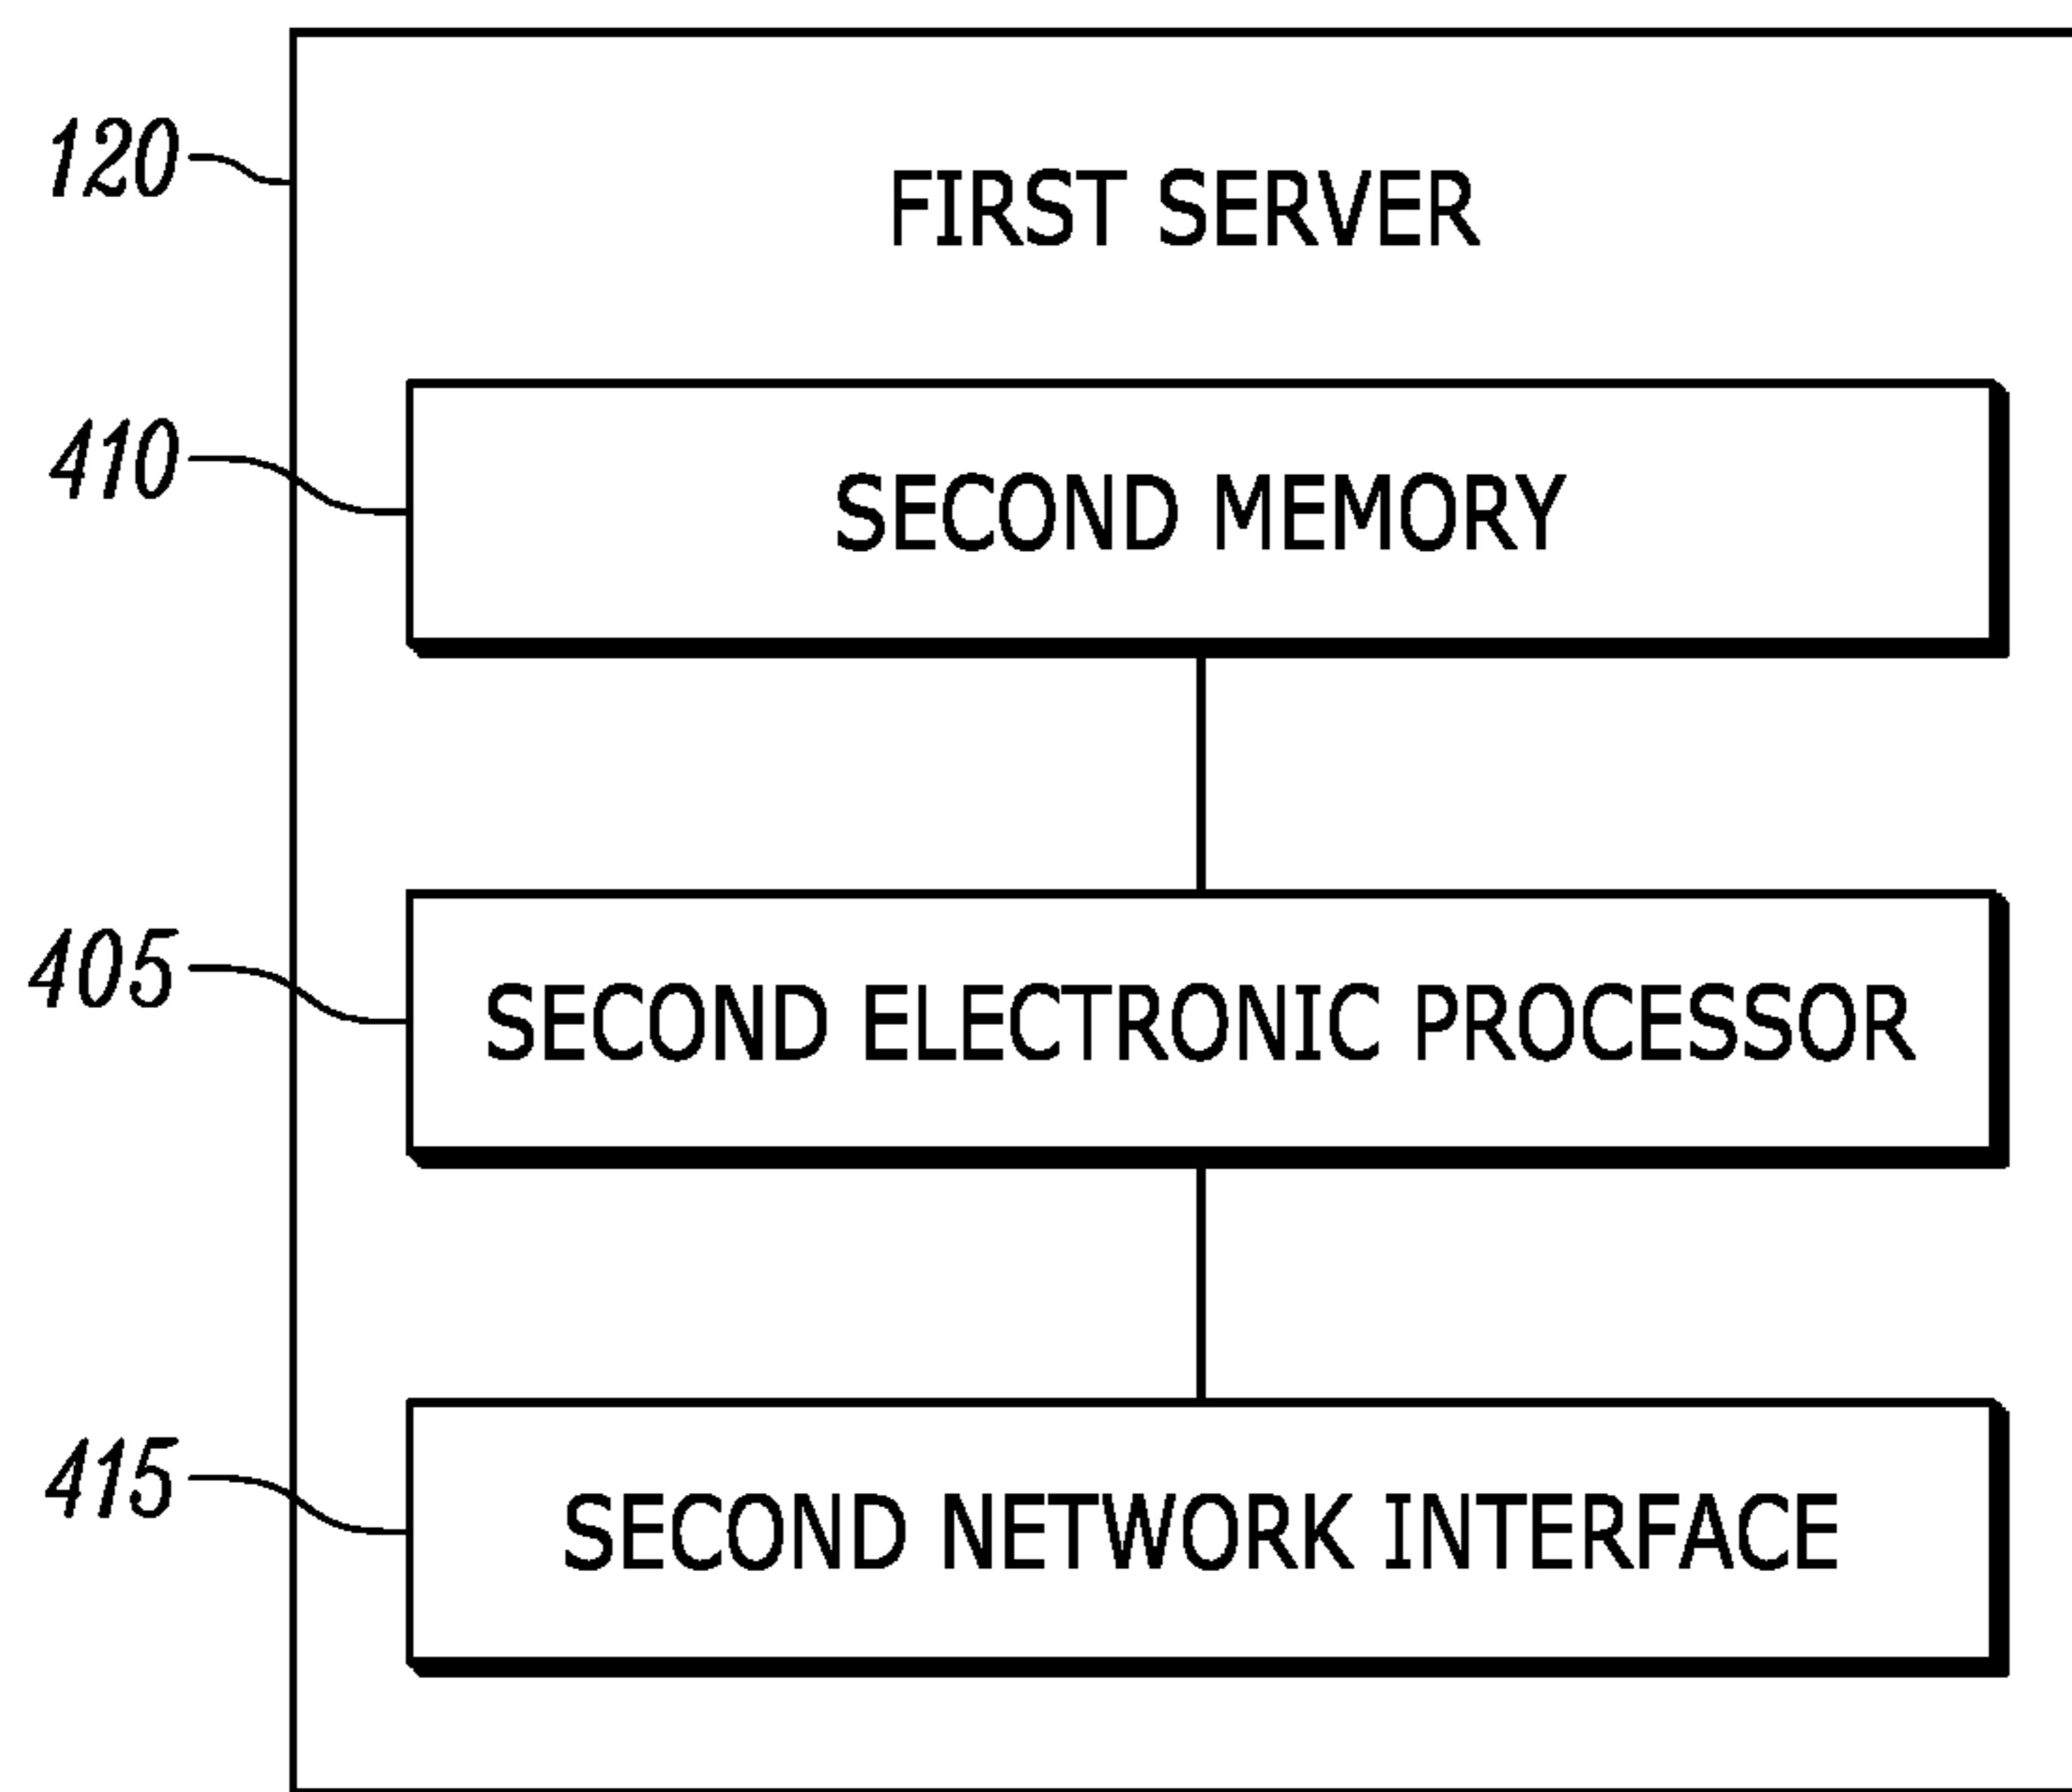 120
FIRST SERVER
410
SECOND MEMORY
405
SECOND ELECTRONIC PROCESSOR
415
SECOND NETWORK INTERFACE